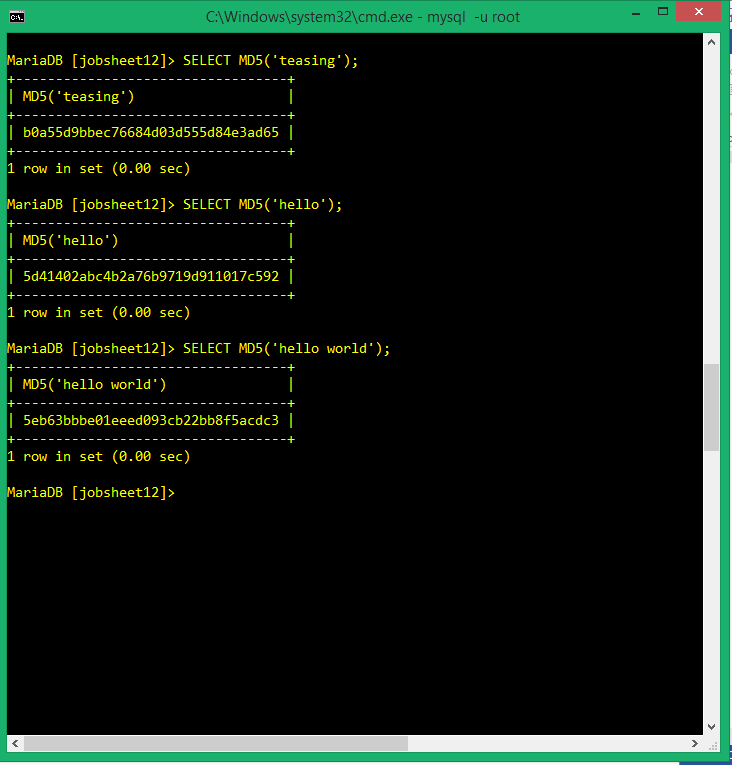 C:\Windows\system32\cmd.exe - mysql  -u root
MariaDB [jobsheet12]> SELECT MD5('teasing');
+----------------------------------+
| MD5('teasing')                   |
+----------------------------------+
| b0a55d9bbec76684d03d555d84e3ad65 |
+----------------------------------+
1 row in set (0.00 sec)
MariaDB [jobsheet12]> SELECT MD5('hello');
+----------------------------------+
| MD5('hello')                     |
+----------------------------------+
| 5d41402abc4b2a76b9719d911017c592 |
+----------------------------------+
1 row in set (0.00 sec)
MariaDB [jobsheet12]> SELECT MD5('hello world');
+----------------------------------+
| MD5('hello world')               |
+----------------------------------+
| 5eb63bbbe01eeed093cb22bb8f5acdc3 |
+----------------------------------+
1 row in set (0.00 sec)
MariaDB [jobsheet12]>